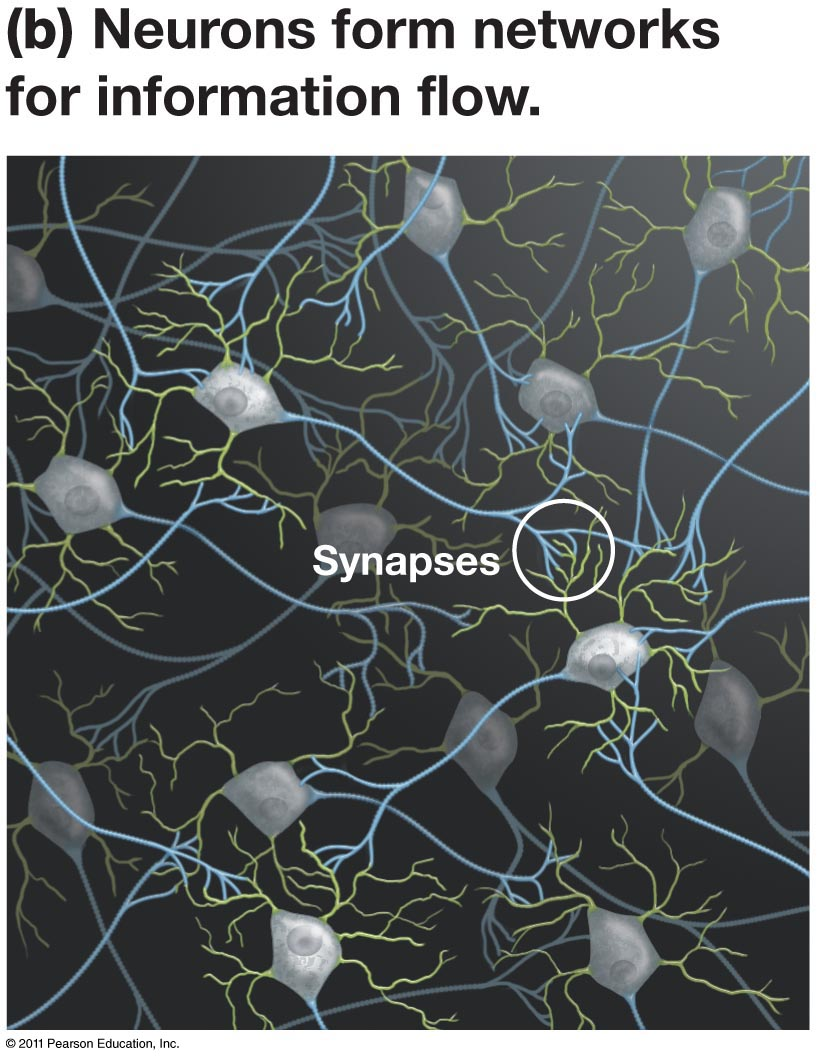 (b) Neurons form networks
for information flow.
Synapses
© 2011 Pearson Education, Inc.